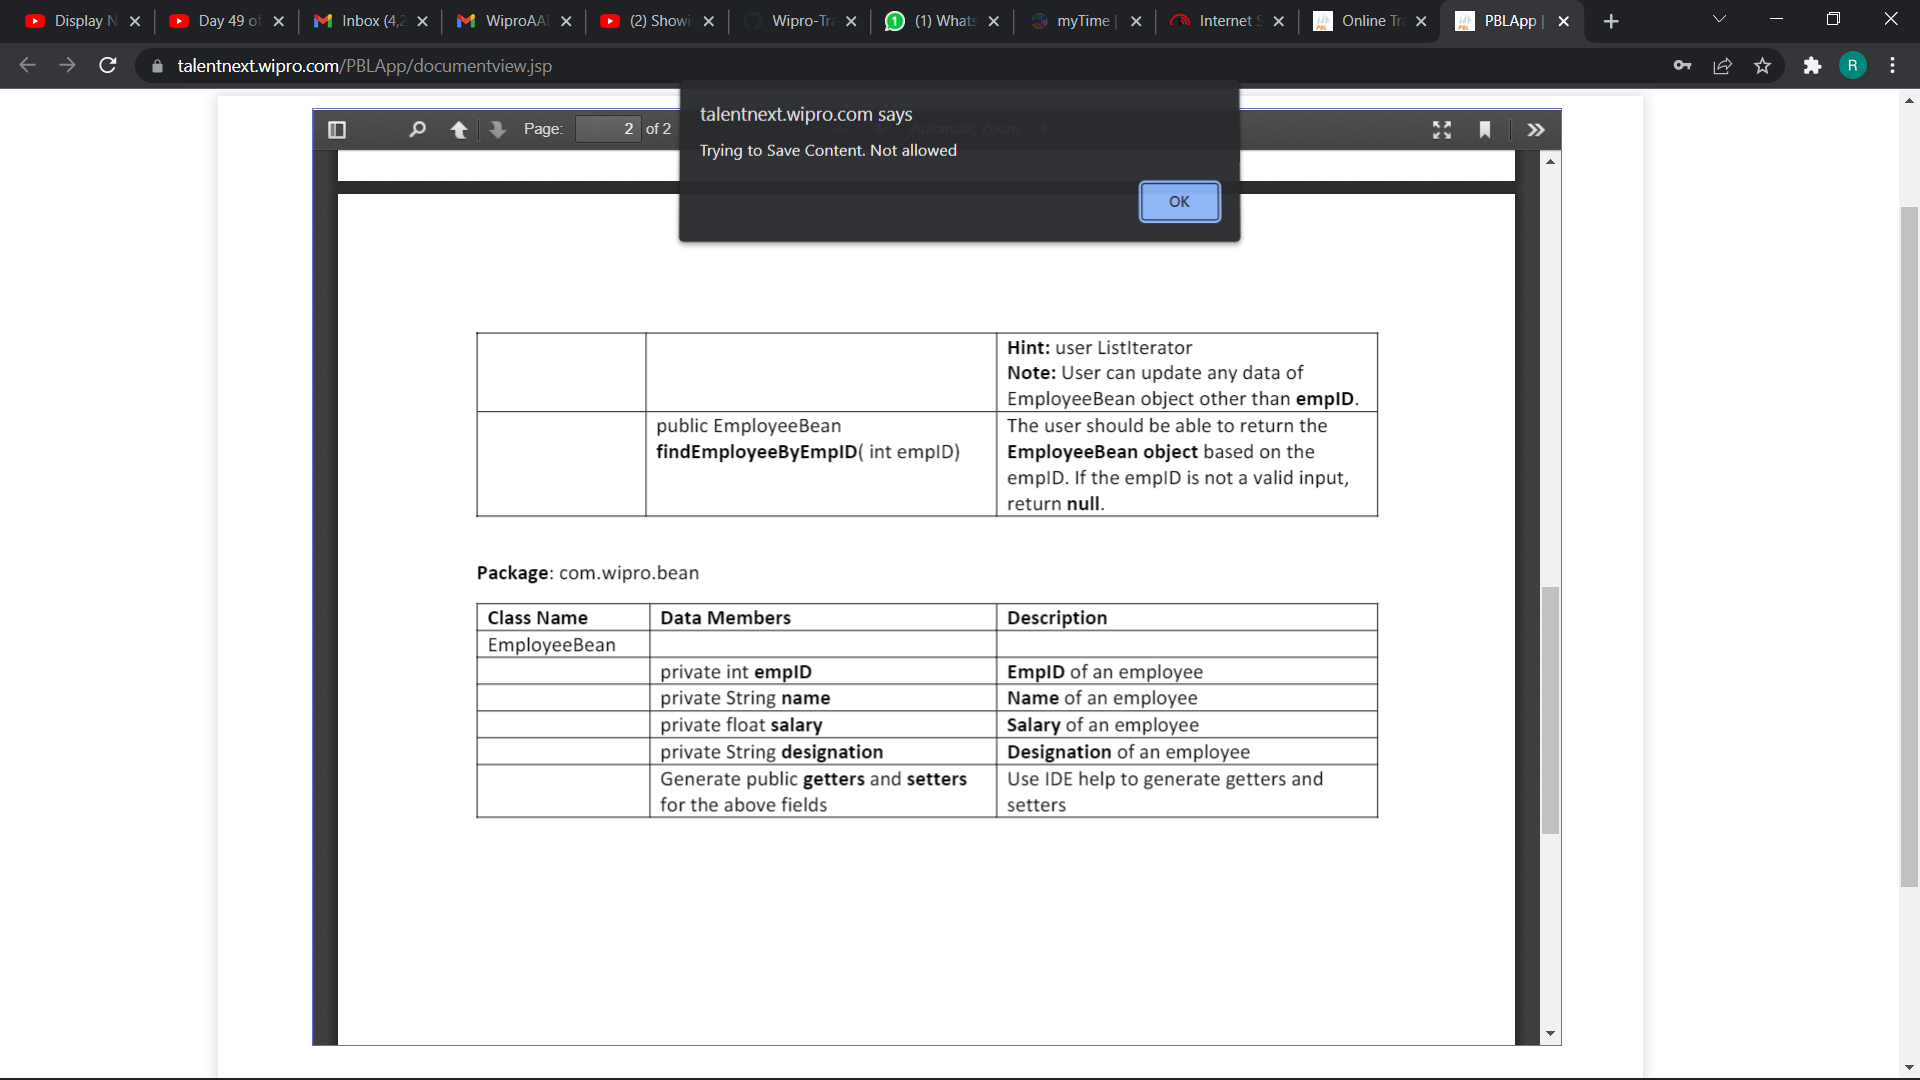 Display N
Day 49 of
Inbox (4,2
WiproAA
(2) Showi
Wipro-Tra
(1) Whats
myTime |
Internet S
Online Tr
PBLApp |
talentnext.wipro.com/PBLApp/documentview.jsp
R
talentnext.wipro.com says
Trying to Save Content. Not allowed
OK
Page: 2 of 2
Automatic Zoom
Hint: user ListIterator
Note: User can update any data of
EmployeeBean object other than empID.
public EmployeeBean
findEmployeeByEmpID( int empID)
The user should be able to return the
EmployeeBean object based on the
empID. If the empID is not a valid input,
return null.
Package: com.wipro.bean
Class Name Data Members Description
EmployeeBean
private int empID EmpID of an employee
private String name Name of an employee
private float salary Salary of an employee
private String designation Designation of an employee
Generate public getters and setters
for the above fields
Use IDE help to generate getters and
setters